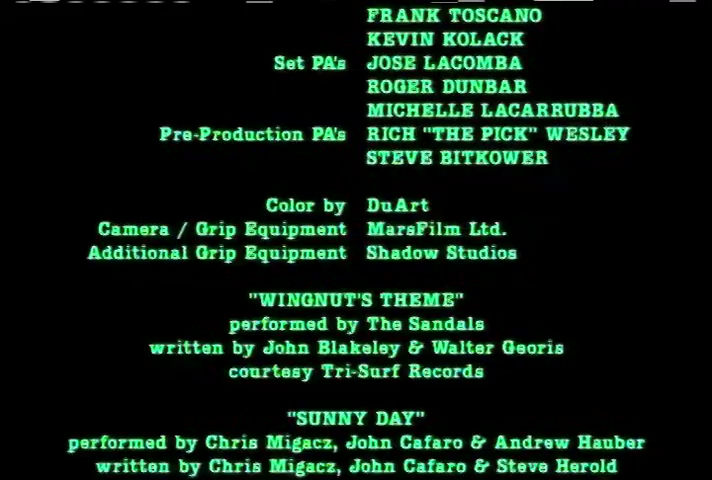 FRANK TOSCANO
KEVIN KOLACK
Set PA's JOSE LACOMBA
ROGER DUNBAR
MICHELLE LACARRUBBA
Pre-Production PA's RICH "THE PICK" WESLEY
STEVE BITKOWER
Color by DuArt
Camera / Grip Equipment MarsFilm Ltd.
Additional Grip Equipment Shadow Studios
"WINGNUT'S THEME"
performed by The Sandals
written by John Blakeley & Walter Georis
courtesy Tri-Surf Records
"SUNNY DAY"
performed by Chris Migacz, John Cafaro & Andrew Hauber
written by Chris Migacz, John Cafaro & Steve Herold